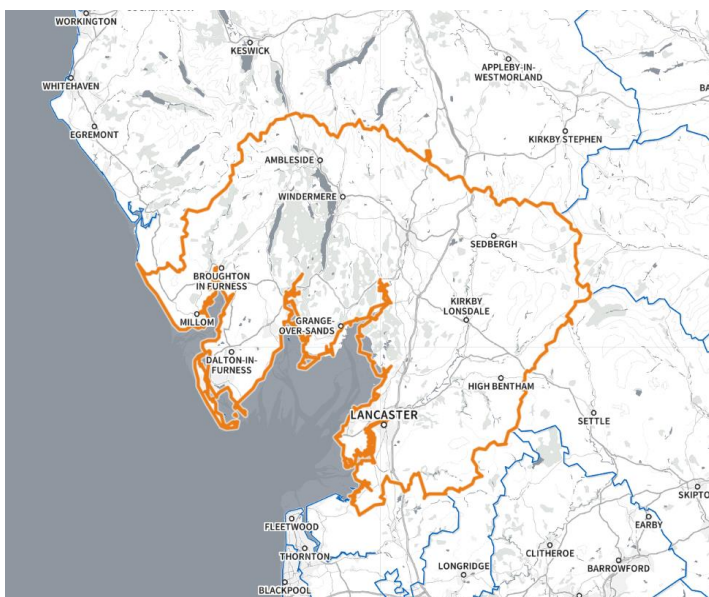 WORKINGTON
KESWICK
APPLEBY-IN-
WESTMORLAND
WHITEHAVEN
BA
EGREMONT
KIRKBY STEPHEN
AMBLESIDE
WINDERMERE
SEDBERGH
BROUGHTON
IN FURNESS
KIRKBY
LONSDALE
MILLOM
GRANGE-
OVER-SANDS
DALTON-IN-
FURNESS
HIGH BENTHAM
LANCASTER
SETTLE
SKIPTO
FLEETWOOD
EARBY
THORNTON
CLITHEROE
LONGRIDGE
BARROWFORD
BLACKPOOL